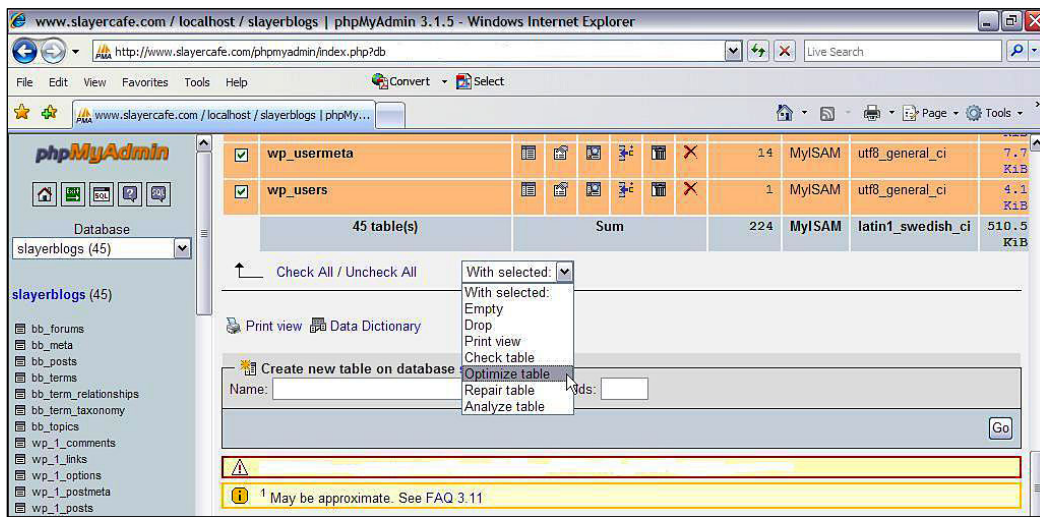 www.slayercafe.com / localhost / slayerblogs | phpMyAdmin 3.1.5 - Windows Internet Explorer
http://www.slayercafe.com/phpmyadmin/index.php?db
Live Search
File Edit View Favorites Tools Help Convert Select
www.slayercafe.com / localhost / slayerblogs | phpMy... Page Tools
phpMyAdmin
Database
slayerblogs (45)
slayerblogs (45)
bb_forums
bb_meta
bb_posts
bb_terms
bb_term_relationships
bb_term_taxonomy
bb_topics
wp_1_comments
wp_1_links
wp_1_options
wp_1_postmeta
wp_1_posts
wp_usermeta 14 MyISAM utf8_general_ci 7.7 KiB
wp_users 1 MyISAM utf8_general_ci 4.1 KiB
45 table(s) Sum 224 MyISAM latin1_swedish_ci 510.5 KiB
Check All / Uncheck All With selected:
With selected:
Empty
Drop
Print view
Check table
Optimize table
Repair table
Analyze table
Print view Data Dictionary
Create new table on database
Name:
Go
1 May be approximate. See FAQ 3.11